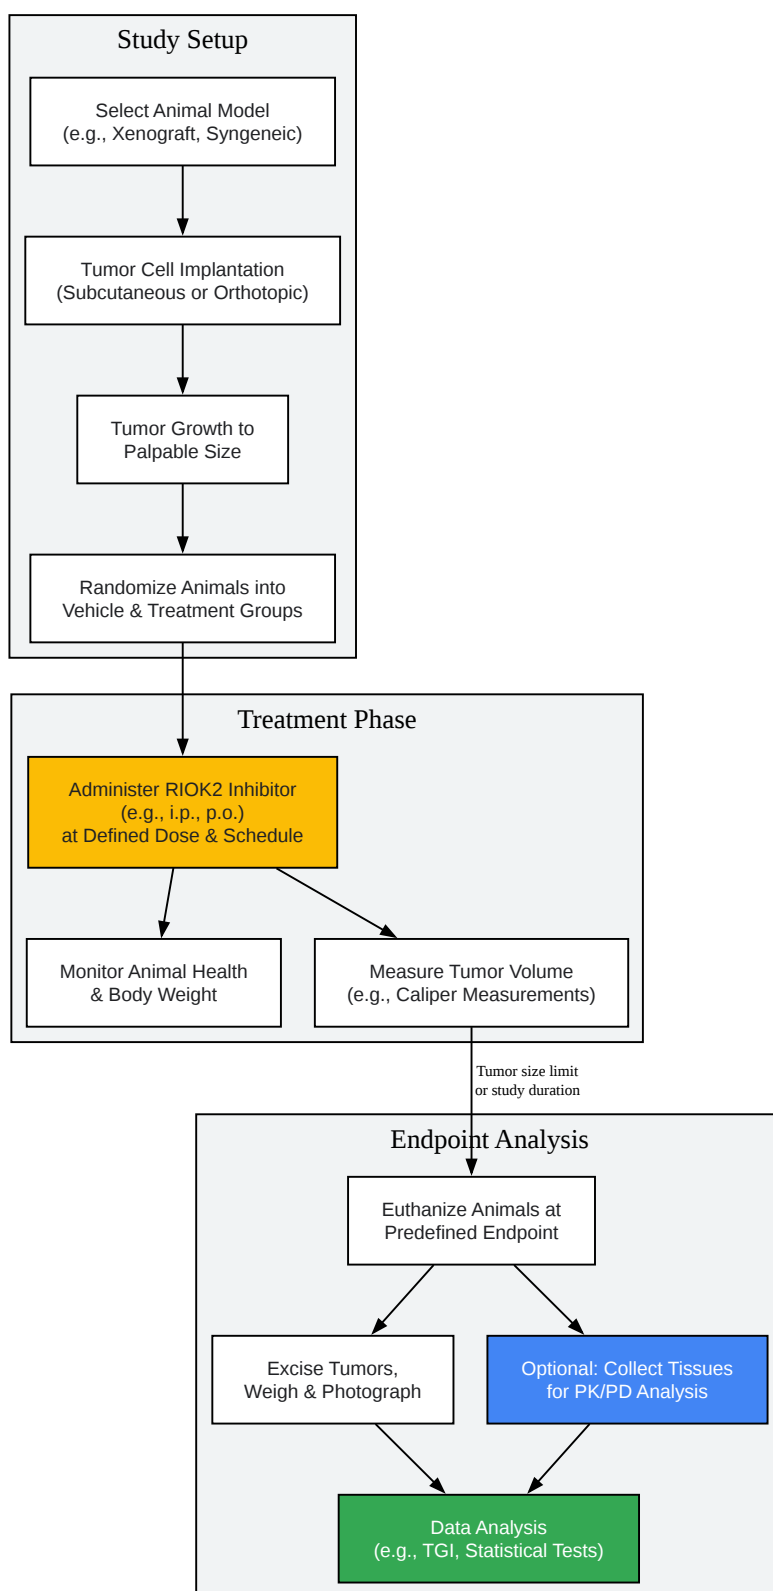 Study Setup
Select Animal Model
(e.g., Xenograft, Syngeneic)
Tumor Cell Implantation
(Subcutaneous or Orthotopic)
Tumor Growth to
Palpable Size
Randomize Animals into
Vehicle & Treatment Groups
Treatment Phase
Administer RIOK2 Inhibitor
(e.g., i.p., p.o.)
at Defined Dose & Schedule
Monitor Animal Health
& Body Weight
Measure Tumor Volume
(e.g., Caliper Measurements)
Tumor size limit
or study duration
Endpoint Analysis
Euthanize Animals at
Predefined Endpoint
Excise Tumors,
Weigh & Photograph
Optional: Collect Tissues
for PK/PD Analysis
Data Analysis
(e.g., TGI, Statistical Tests)